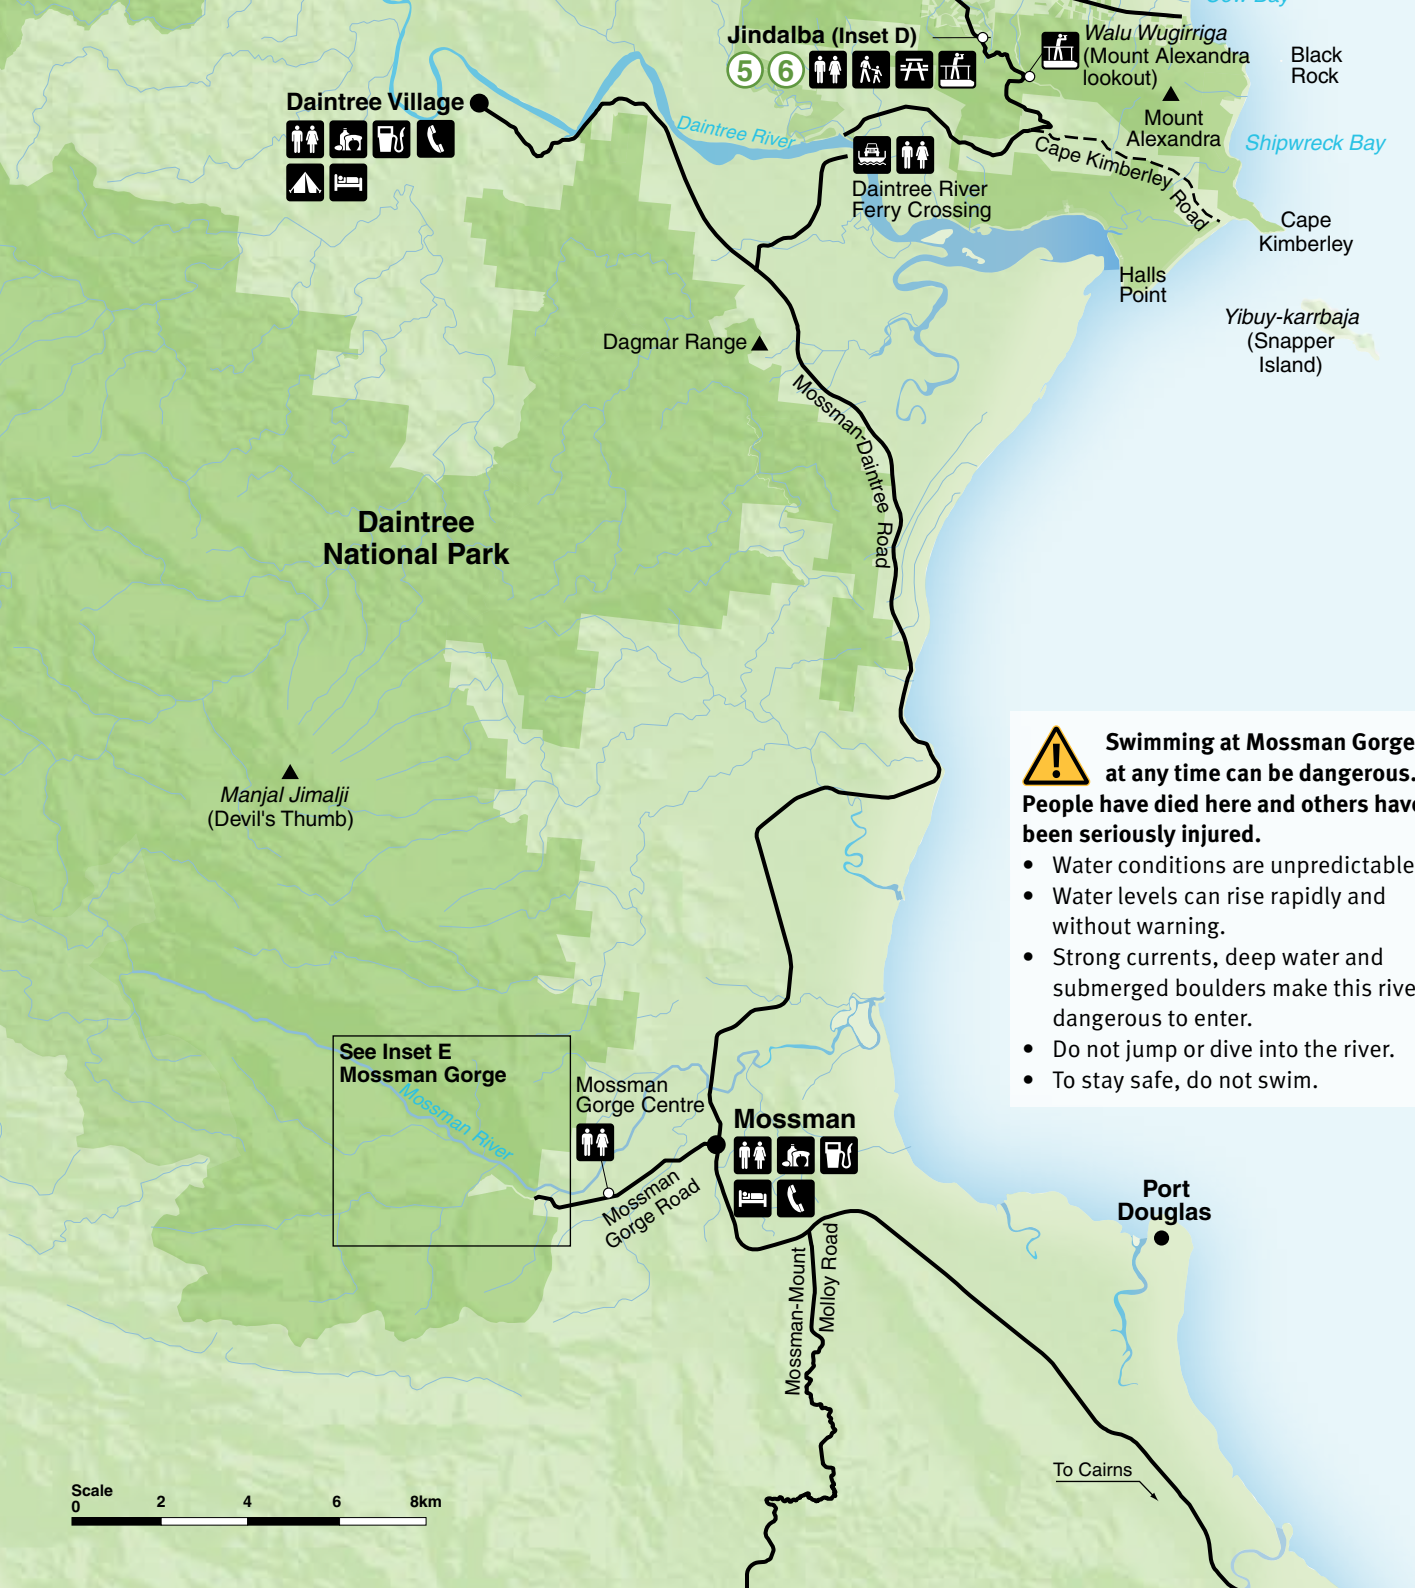 Jindalba (Inset D)
5 6
Walu Wugirriga
(Mount Alexandra
lookout)
Black
Rock
Daintree Village
Daintree River
Mount
Alexandra
Shipwreck Bay
Cape Kimberley Road
Daintree River
Ferry Crossing
Cape
Kimberley
Halls
Point
Yibuy-karrbaja
(Snapper
Island)
Dagmar Range
Mossman-Daintree Road
Daintree
National Park
Manjal Jimalji
(Devil's Thumb)
Swimming at Mossman Gorge
at any time can be dangerous.
People have died here and others have
been seriously injured.
• Water conditions are unpredictable
• Water levels can rise rapidly and
without warning.
• Strong currents, deep water and
submerged boulders make this rive
dangerous to enter.
• Do not jump or dive into the river.
• To stay safe, do not swim.
See Inset E
Mossman Gorge
Mossman River
Mossman
Gorge Centre
Mossman
Mossman
Gorge Road
Port
Douglas
Mossman-Mount
Molloy Road
To Cairns
Scale
0 2 4 6 8km